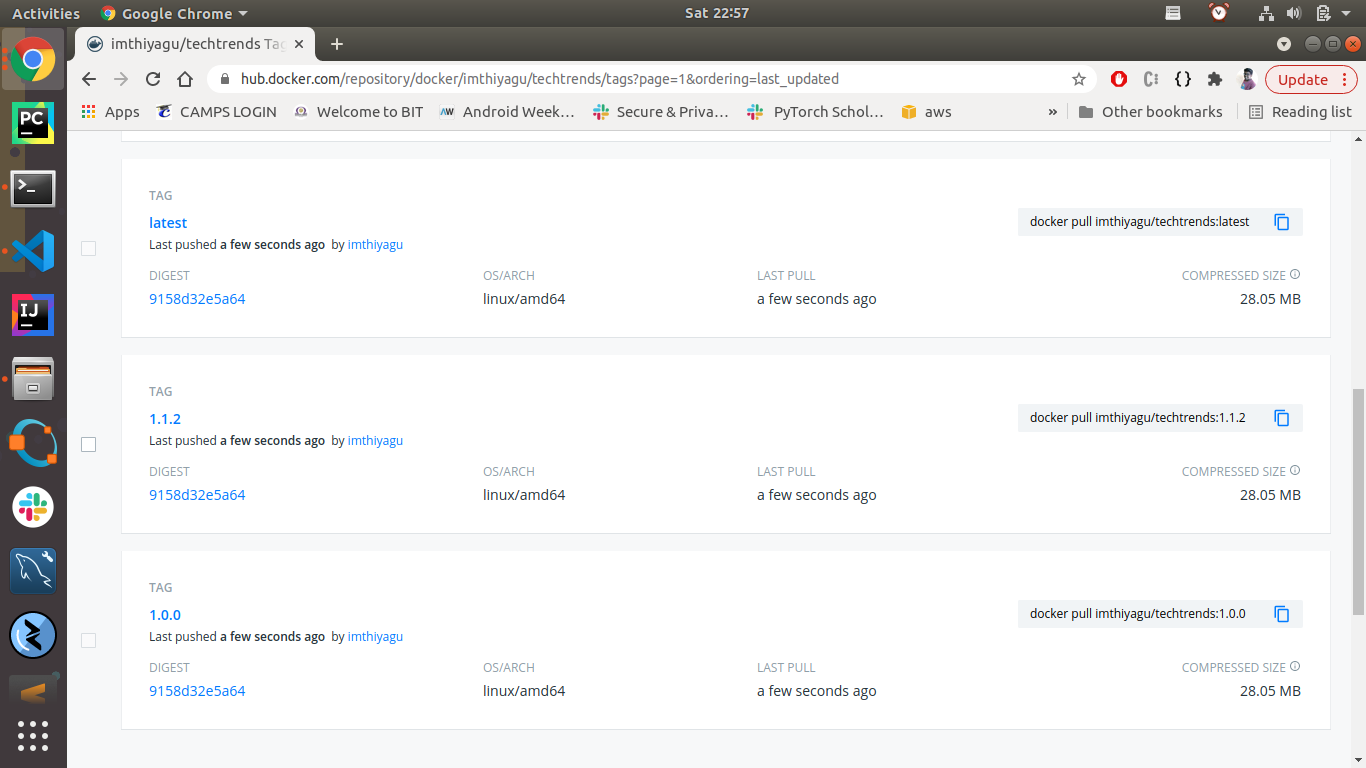 Activities Google Chrome Sat 22:57
imthiyagu/techtrends Tag
hub.docker.com/repository/docker/imthiyagu/techtrends/tags?page=1&ordering=last_updated Update
Apps CAMPS LOGIN Welcome to BIT AW Android Week... Secure & Priva... PyTorch Schol... aws » Other bookmarks Reading list
PC
IJ
TAG
latest docker pull imthiyagu/techtrends:latest
Last pushed a few seconds ago by imthiyagu
DIGEST OS/ARCH LAST PULL COMPRESSED SIZE
9158d32e5a64 linux/amd64 a few seconds ago 28.05 MB
TAG
1.1.2 docker pull imthiyagu/techtrends:1.1.2
Last pushed a few seconds ago by imthiyagu
DIGEST OS/ARCH LAST PULL COMPRESSED SIZE
9158d32e5a64 linux/amd64 a few seconds ago 28.05 MB
TAG
1.0.0 docker pull imthiyagu/techtrends:1.0.0
Last pushed a few seconds ago by imthiyagu
DIGEST OS/ARCH LAST PULL COMPRESSED SIZE
9158d32e5a64 linux/amd64 a few seconds ago 28.05 MB